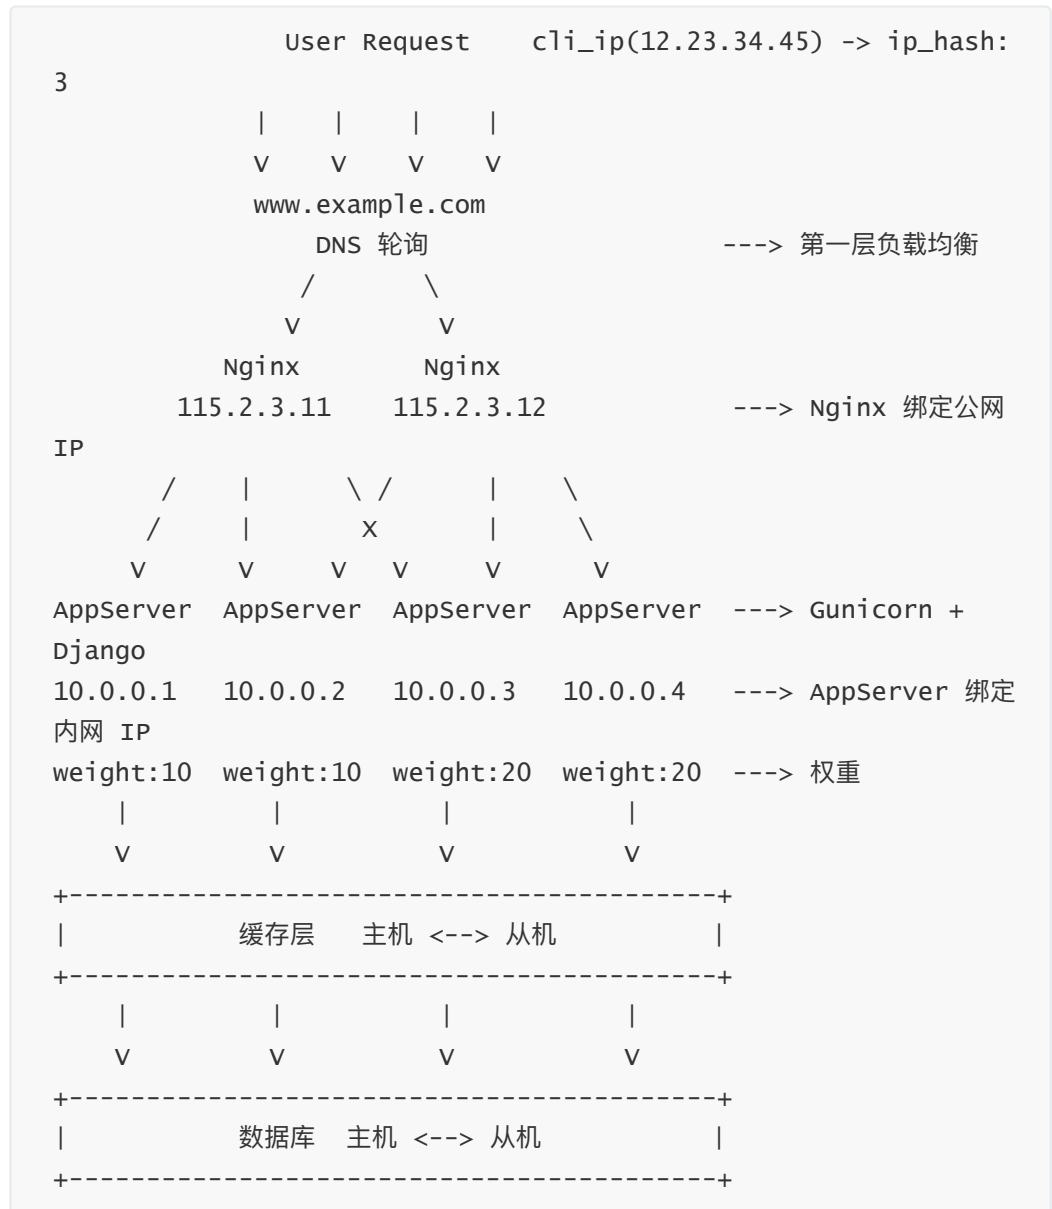 User Request    cli_ip(12.23.34.45) -> ip_hash:
3
             |    |    |    |
             V    V    V    V
             www.example.com
                 DNS 轮询                   ---> 第一层负载均衡
                /       \
               V         V
           Nginx        Nginx
        115.2.3.11    115.2.3.12            ---> Nginx 绑定公网
IP
       /    |      \ /      |    \
      /     |       X       |     \
     V      V     V   V     V      V
AppServer  AppServer  AppServer  AppServer  ---> Gunicorn +
Django
10.0.0.1   10.0.0.2   10.0.0.3   10.0.0.4   ---> AppServer 绑定
内网 IP
weight:10  weight:10  weight:20  weight:20  ---> 权重
    |         |          |           |
    V         V          V           V
+------------------------------------------+
|           缓存层   主机 <--> 从机          |
+------------------------------------------+
    |         |          |           |
    V         V          V           V
+------------------------------------------+
|           数据库  主机 <--> 从机           |
+------------------------------------------+